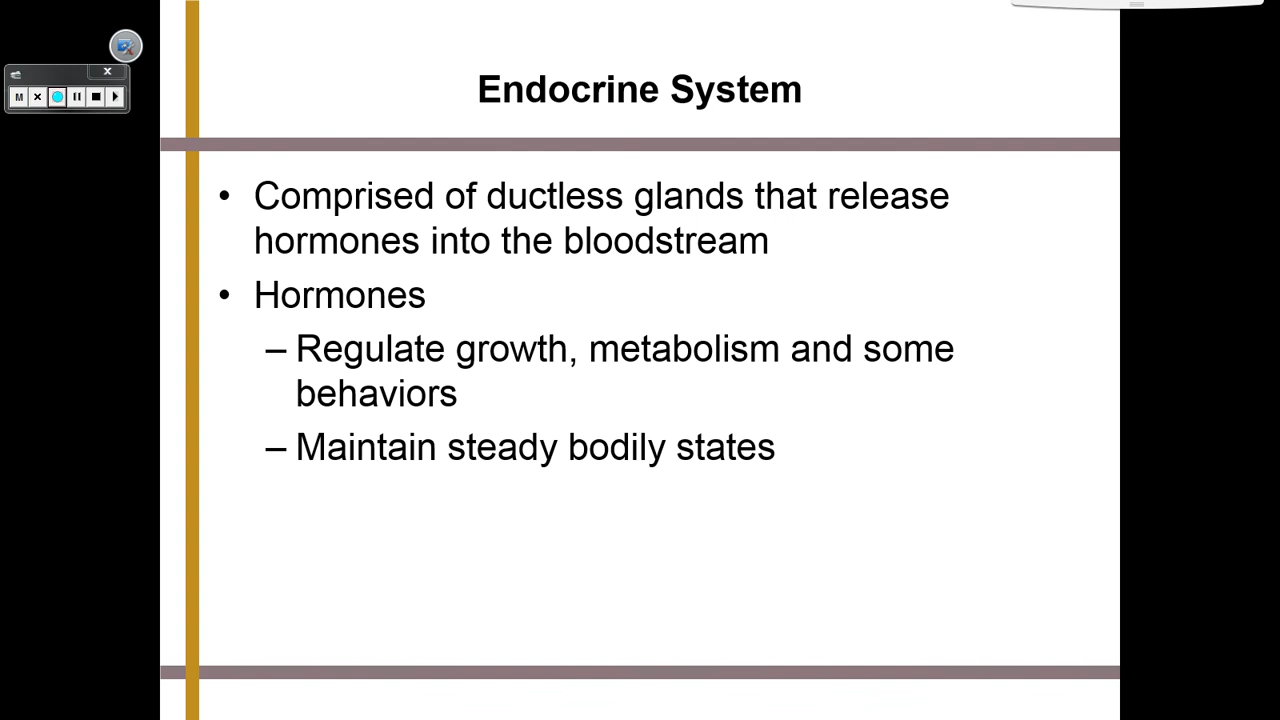 Endocrine System
• Comprised of ductless glands that release
hormones into the bloodstream
• Hormones
– Regulate growth, metabolism and some
behaviors
– Maintain steady bodily states
M